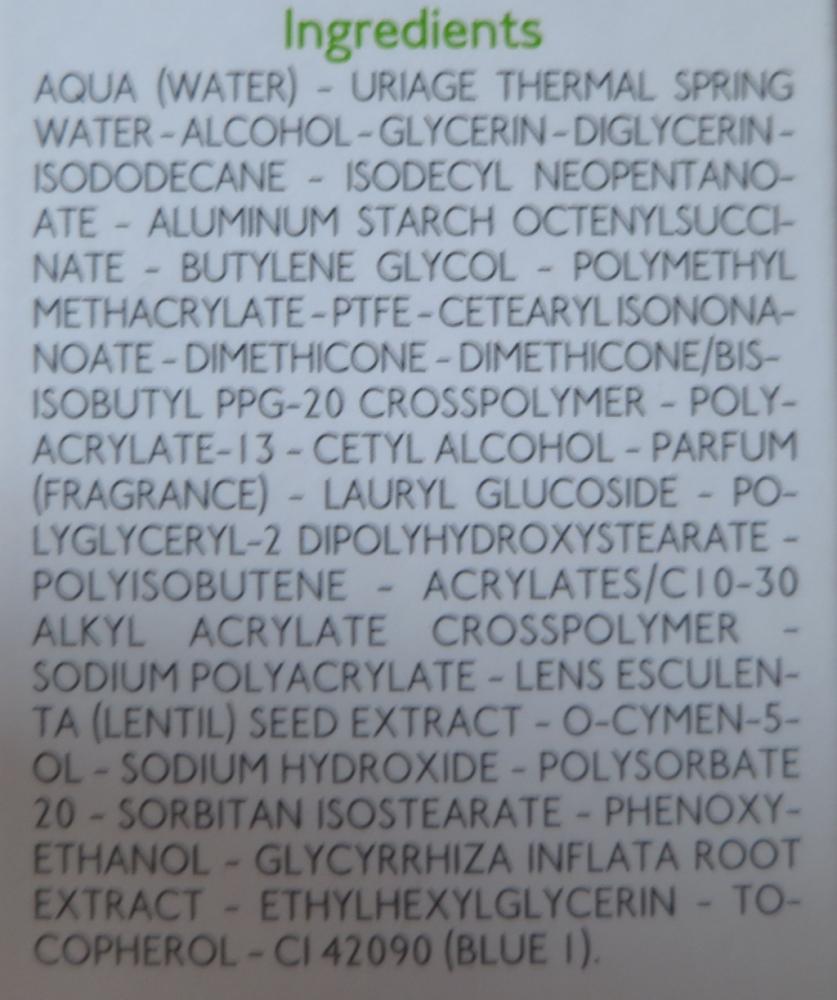 Ingredients
AQUA (WATER) - URIAGE THERMAL SPRING
WATER - ALCOHOL - GLYCERIN - DIGLYCERIN -
ISODODECANE - ISODECYL NEOPENTANO-
ATE - ALUMINUM STARCH OCTENYLSUCCI-
NATE - BUTYLENE GLYCOL - POLYMETHYL
METHACRYLATE - PTFE - CETEARYL ISONONA-
NOATE - DIMETHICONE - DIMETHICONE/BIS-
ISOBUTYL PPG-20 CROSSPOLYMER - POLY-
ACRYLATE-13 - CETYL ALCOHOL - PARFUM
(FRAGRANCE) - LAURYL GLUCOSIDE - PO-
LYGLYCERYL-2 DIPOLYHYDROXYSTEARATE -
POLYISOBUTENE - ACRYLATES/C10-30
ALKYL ACRYLATE CROSSPOLYMER -
SODIUM POLYACRYLATE - LENS ESCULEN-
TA (LENTIL) SEED EXTRACT - O-CYMEN-5-
OL - SODIUM HYDROXIDE - POLYSORBATE
20 - SORBITAN ISOSTEARATE - PHENOXY-
ETHANOL - GLYCYRRHIZA INFLATA ROOT
EXTRACT - ETHYLHEXYLGLYCERIN - TO-
COPHEROL - CI 42090 (BLUE 1).